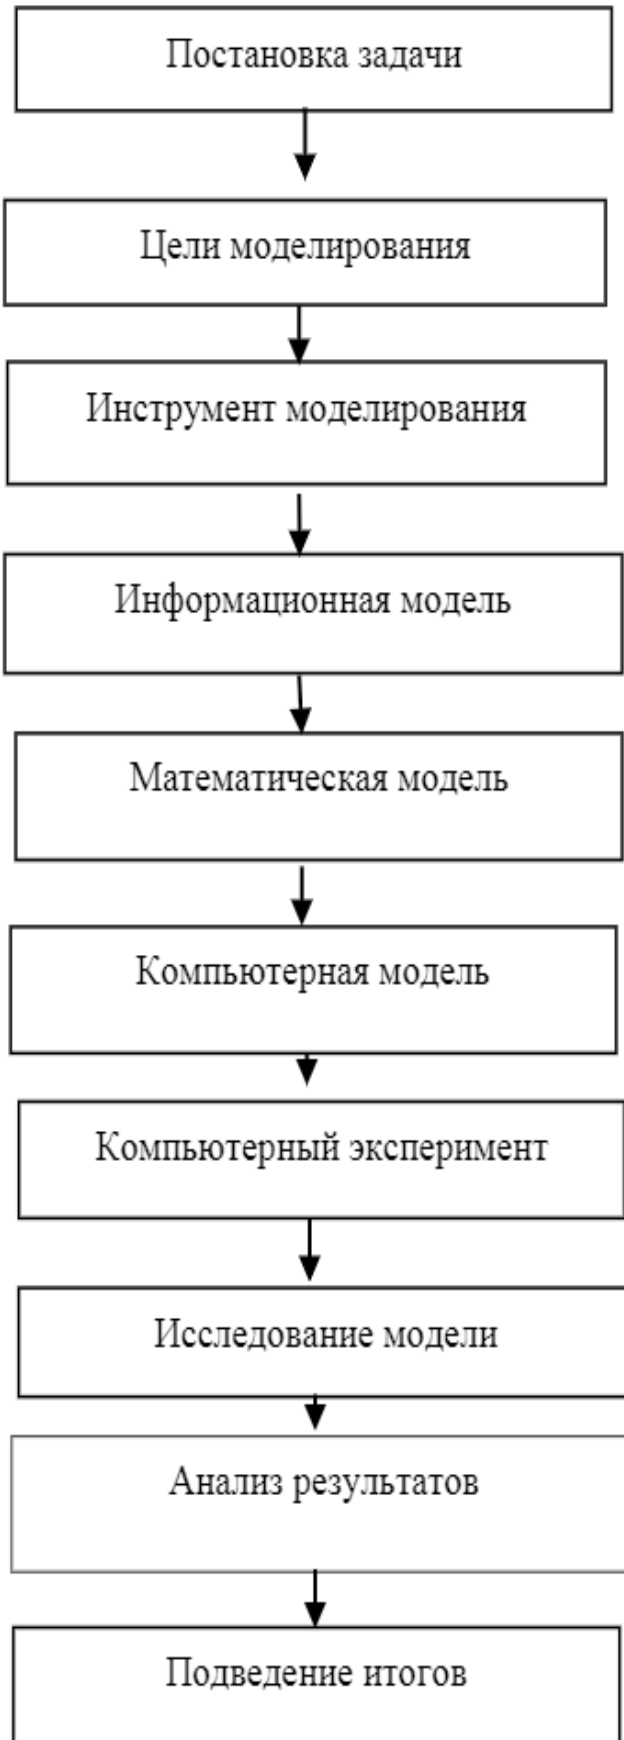 Постановка задачи
Цели моделирования
Инструмент моделирования
Информационная модель
Математическая модель
Компьютерная модель
Компьютерный эксперимент
Исследование модели
Анализ результатов
Подведение итогов